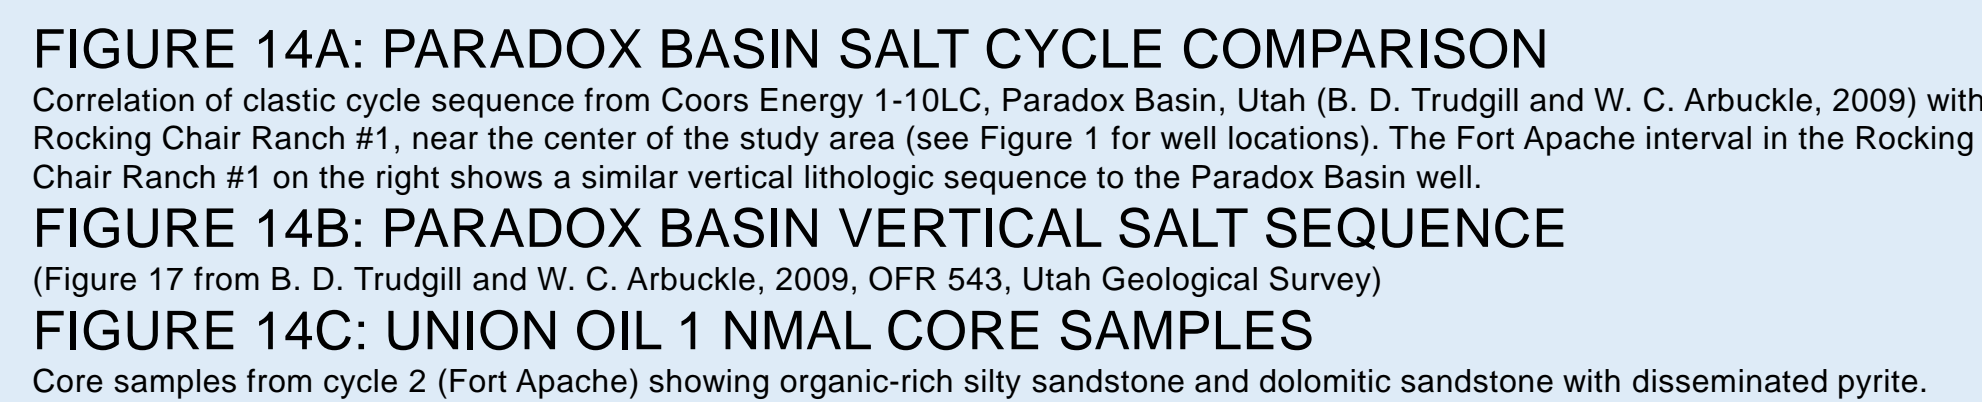 FIGURE 14A: PARADOX BASIN SALT CYCLE COMPARISON
Correlation of clastic cycle sequence from Coors Energy 1-10LC, Paradox Basin, Utah (B. D. Trudgill and W. C. Arbuckle, 2009) with
Rocking Chair Ranch #1, near the center of the study area (see Figure 1 for well locations). The Fort Apache interval in the Rocking
Chair Ranch #1 on the right shows a similar vertical lithologic sequence to the Paradox Basin well.
FIGURE 14B: PARADOX BASIN VERTICAL SALT SEQUENCE
(Figure 17 from B. D. Trudgill and W. C. Arbuckle, 2009, OFR 543, Utah Geological Survey)
FIGURE 14C: UNION OIL 1 NMAL CORE SAMPLES
Core samples from cycle 2 (Fort Apache) showing organic-rich silty sandstone and dolomitic sandstone with disseminated pyrite.